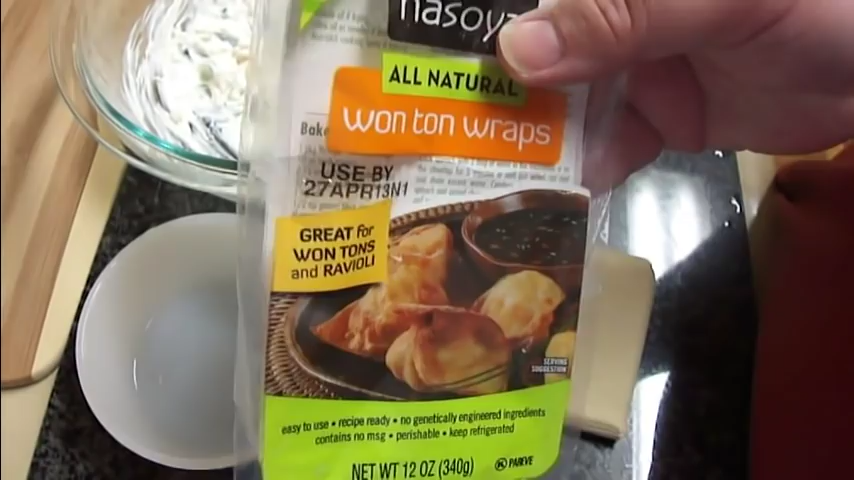 nasoya
ALL NATURAL
won ton wraps
Bake
USE BY
27APR13N1
GREAT for
WON TONS
and RAVIOLI
SERVING
SUGGESTION
easy to use • recipe ready • no genetically engineered ingredients
contains no msg • perishable • keep refrigerated
NET WT 12 OZ (340g)
K PAREVE